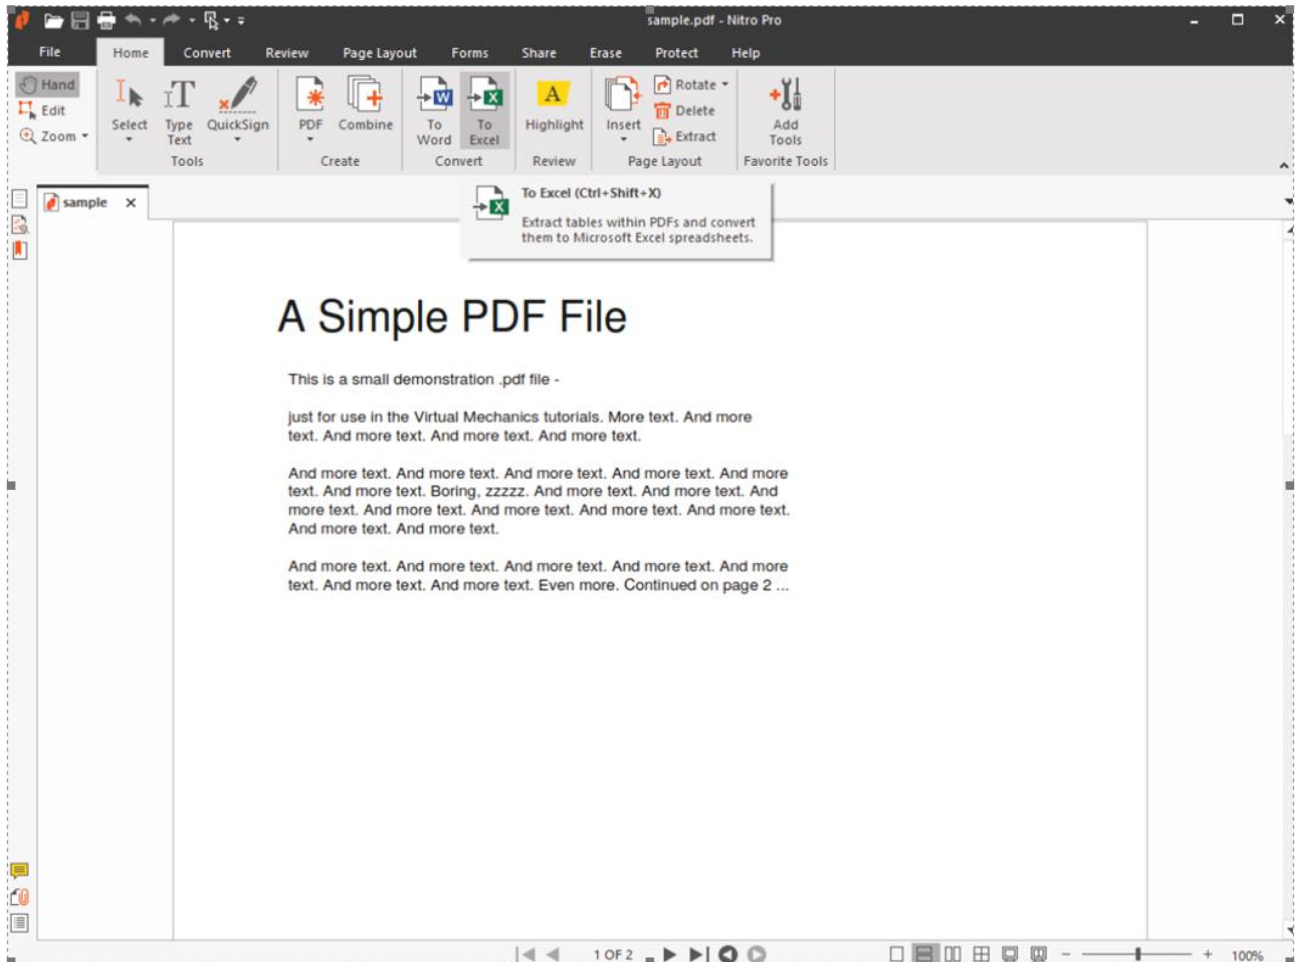 sample.pdf - Nitro Pro
File Home Convert Review Page Layout Forms Share Erase Protect Help
Hand
Edit
Zoom
Select
Type Text
QuickSign
Tools
PDF
Combine
Create
To Word
To Excel
Convert
A
Highlight
Review
Insert
Rotate
Delete
Extract
Page Layout
Add Tools
Favorite Tools
sample
To Excel (Ctrl+Shift+X)
Extract tables within PDFs and convert
them to Microsoft Excel spreadsheets.
A Simple PDF File
This is a small demonstration .pdf file -
just for use in the Virtual Mechanics tutorials. More text. And more
text. And more text. And more text. And more text.
And more text. And more text. And more text. And more text. And more
text. And more text. Boring, zzzzz. And more text. And more text. And
more text. And more text. And more text. And more text. And more text.
And more text. And more text.
And more text. And more text. And more text. And more text. And more
text. And more text. And more text. Even more. Continued on page 2 ...
1 OF 2
100%